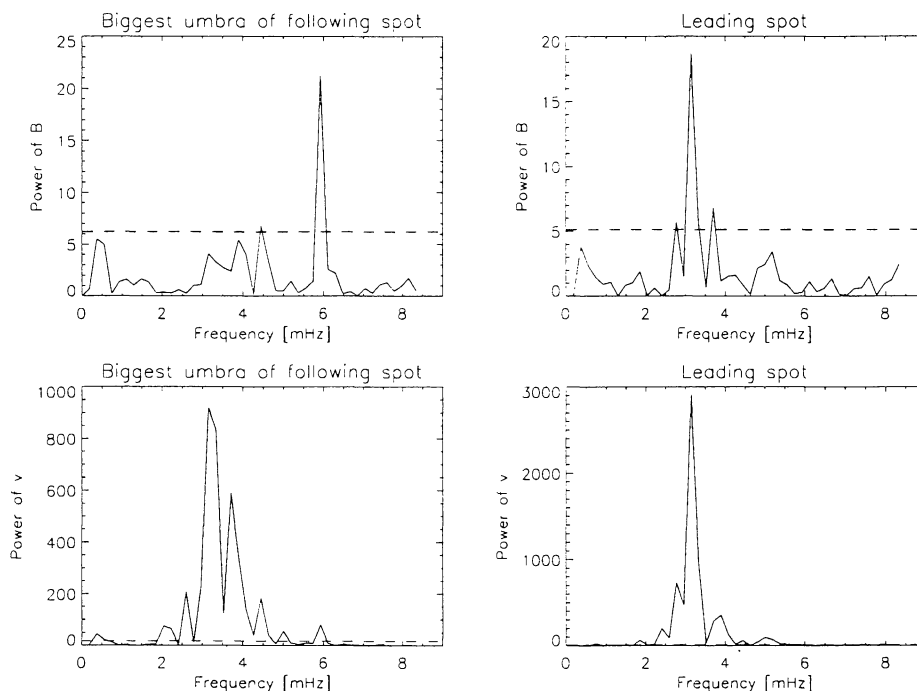 Biggest umbra of following spot
25
20
15
10
5
0
Power of B
0 2 4 6 8
Frequency [mHz]
Leading spot
20
15
10
5
0
Power of B
0 2 4 6 8
Frequency [mHz]
Biggest umbra of following spot
1000
800
600
400
200
0
Power of v
0 2 4 6 8
Frequency [mHz]
Leading spot
3000
2000
1000
0
Power of v
0 2 4 6 8
Frequency [mHz]